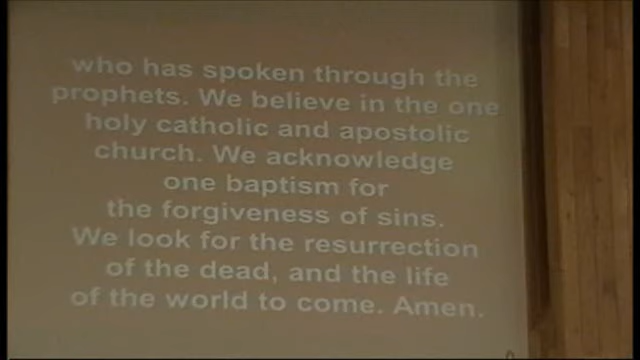 who has spoken through the
prophets. We believe in the one
holy catholic and apostolic
church. We acknowledge
one baptism for
the forgiveness of sins.
We look for the resurrection
of the dead, and the life
of the world to come. Amen.